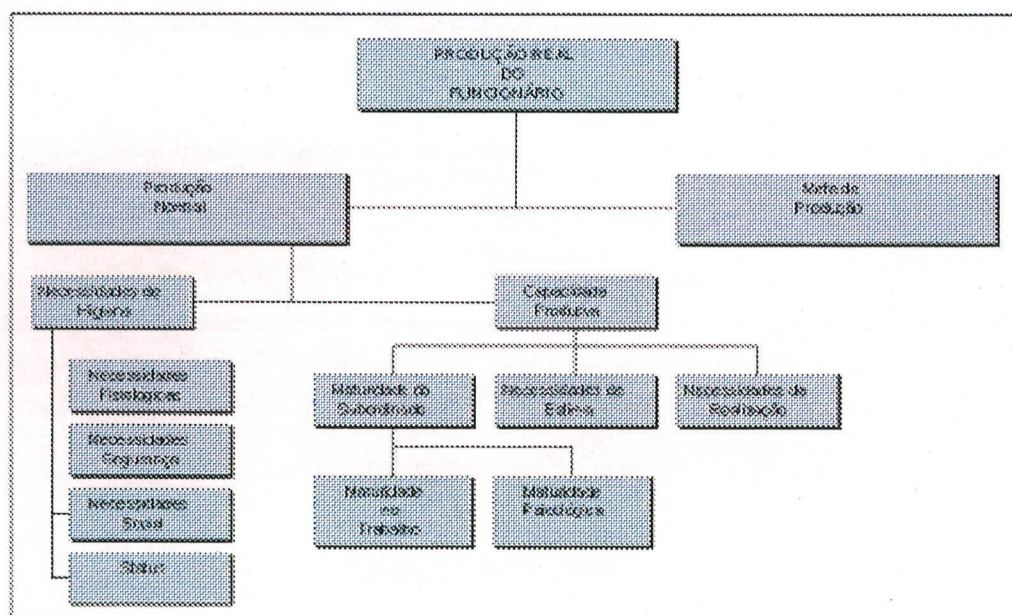 PRODUÇÃO REAL
DO
FUNCIONÁRIO
Produção
Normal
Meta de
Produção
Necessidades de
Higiene
Capacidade
Produtiva
Necessidades
Fisiológicas
Maturidade do
Subordinado
Necessidades de
Estima
Necessidades de
Realização
Necessidades
Segurança
Necessidades
Social
Maturidade
no
Trabalho
Maturidade
Psicológica
Status